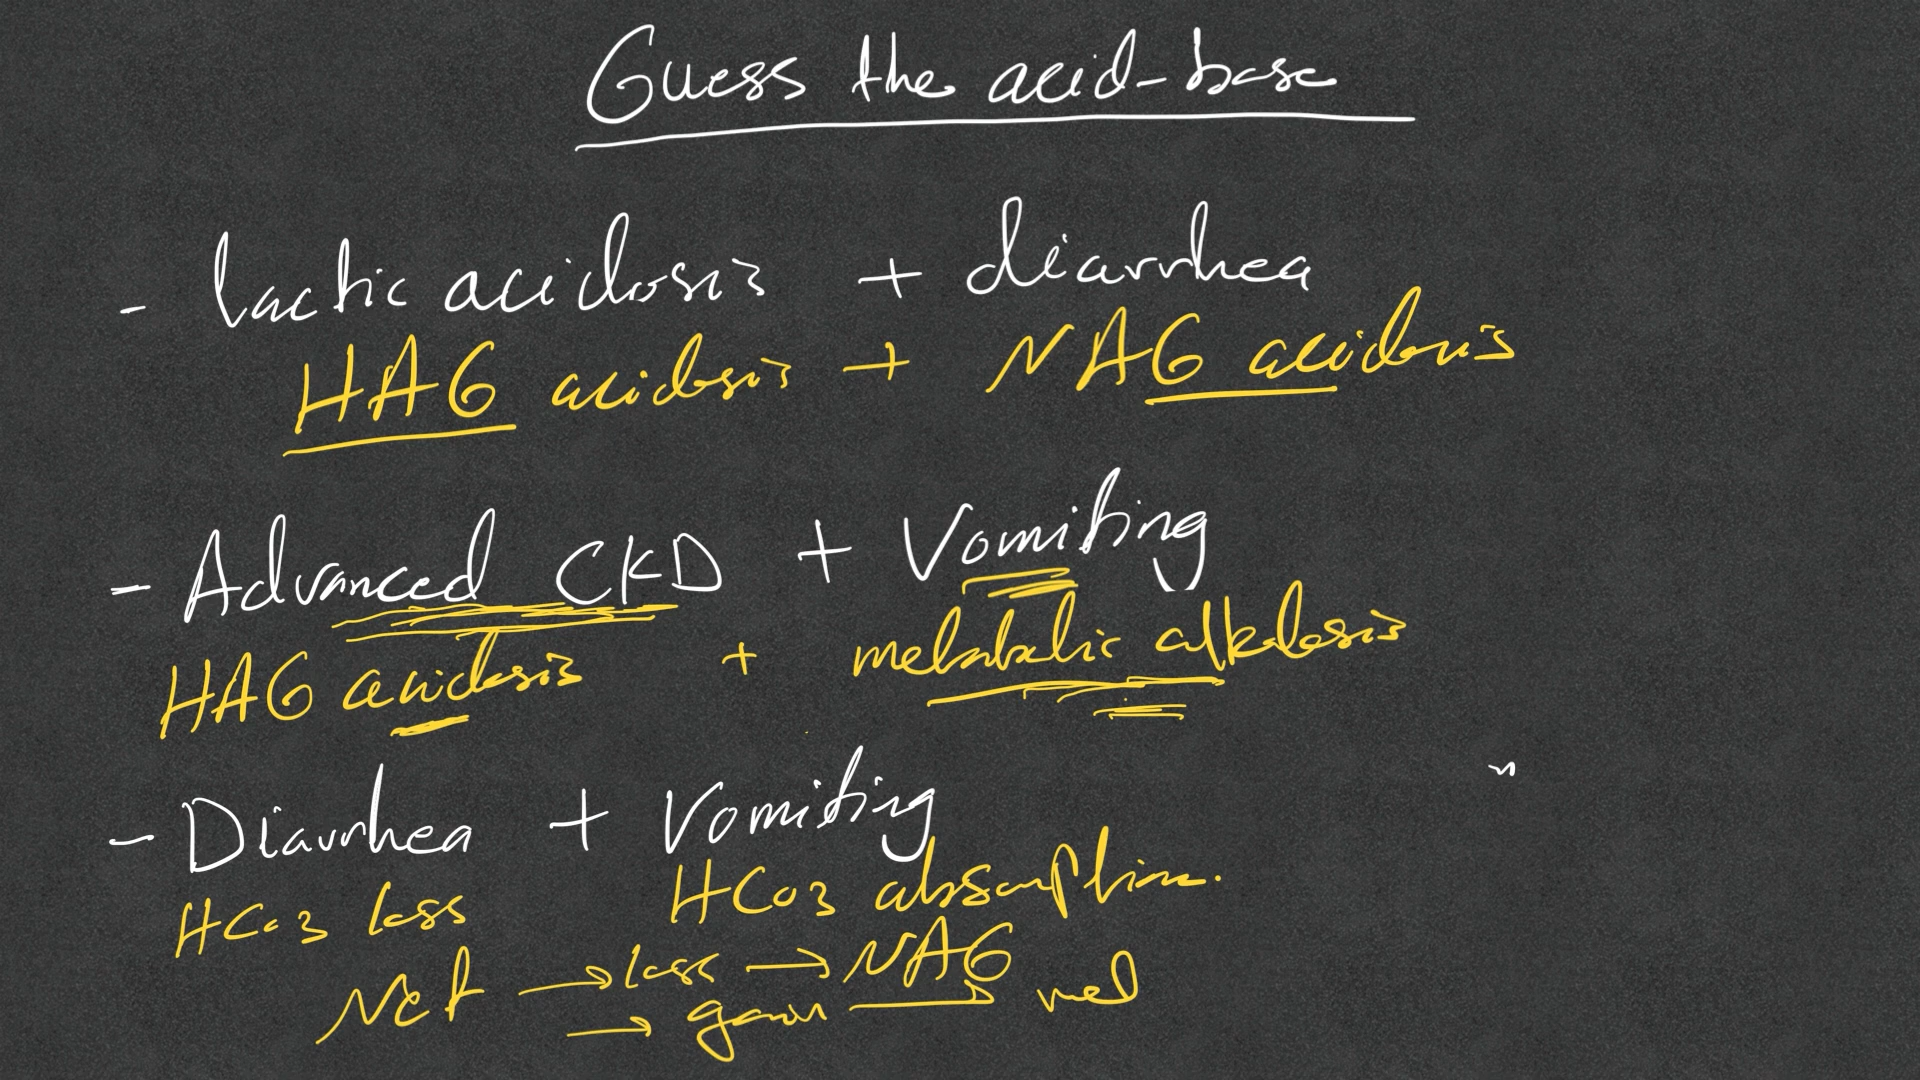 Guess the acid-base
- lactic acidosis + diarrhea
HAG acidosis + NAG acidosis
- Advanced CKD + Vomiting
HAG acidosis + metabolic alkalosis
- Diarrhea + Vomiting
HCO3 loss HCO3 absorption.
Net → loss → NAG
→ gain → met